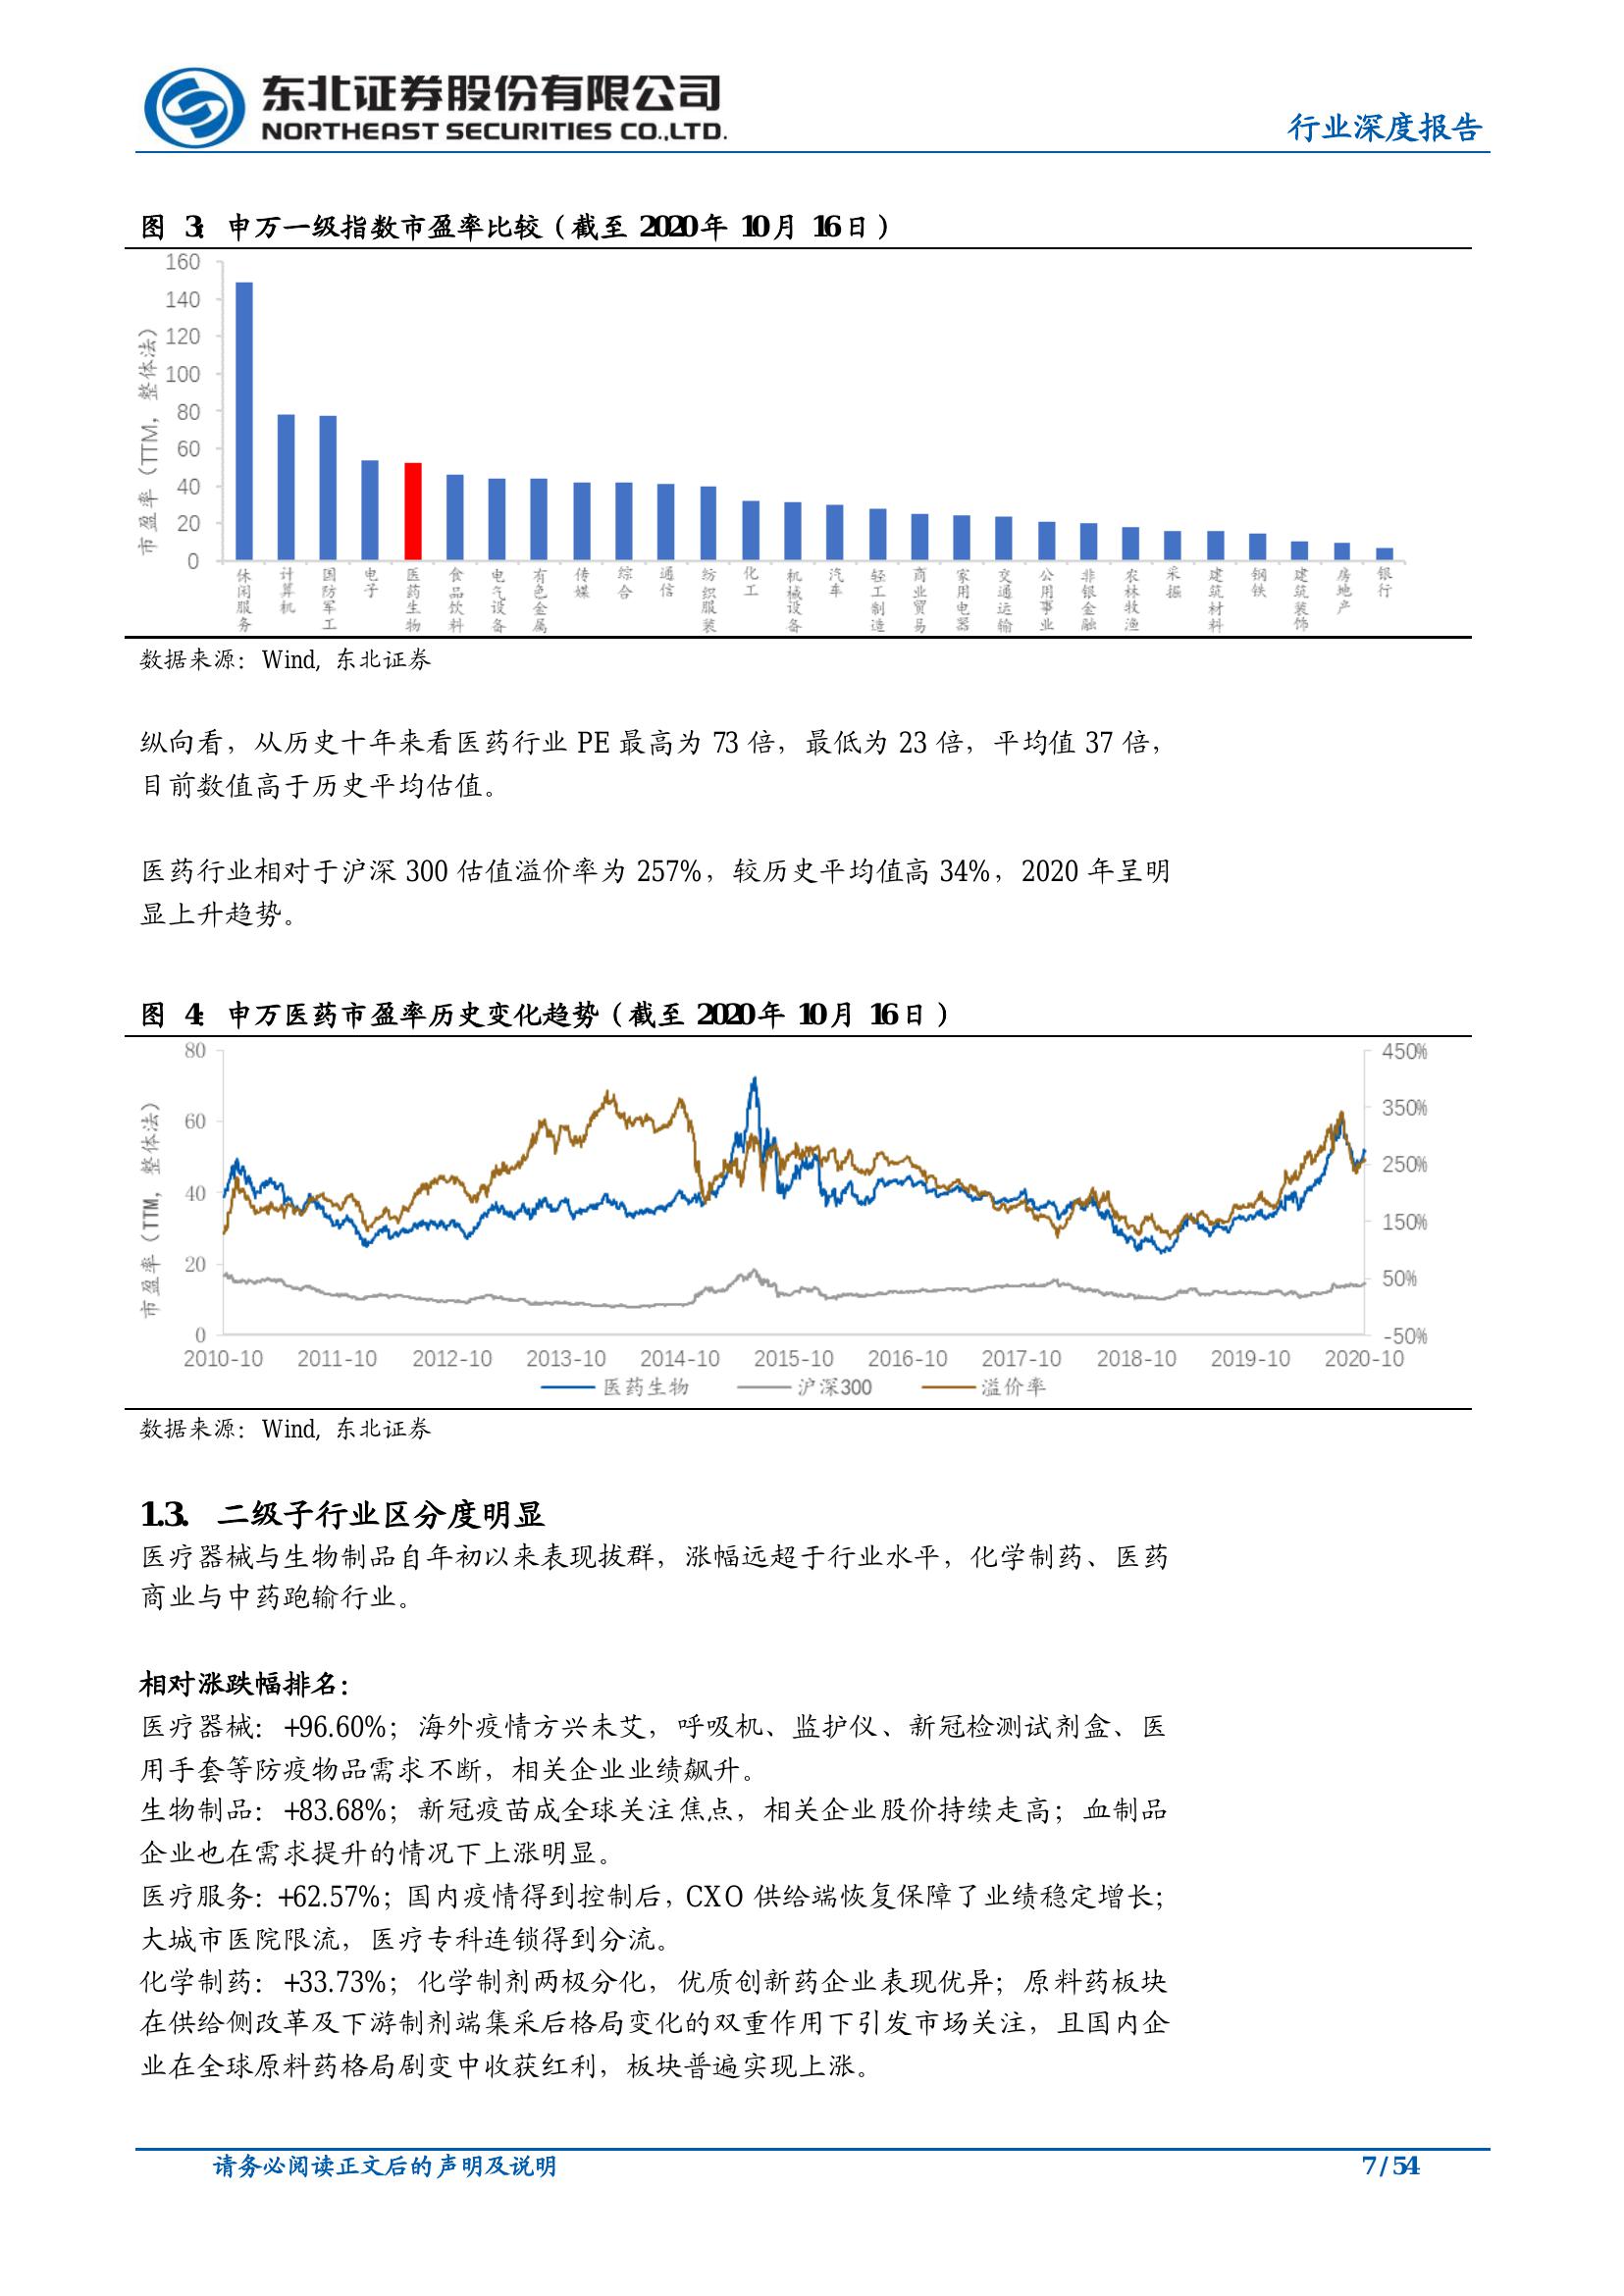 东北证券股份有限公司
NORTHEAST SECURITIES CO.,LTD.
行业深度报告
图 3：申万一级指数市盈率比较（截至 2020 年 10 月 16 日）
市盈率（TTM，整体法）
160
140
120
100
80
60
40
20
0
休闲服务 计算机 国防军工 电子 医药生物 食品饮料 电气设备 有色金属 传媒 综合 通信 纺织服装 化工 机械设备 汽车 轻工制造 商业贸易 家用电器 交通运输 公用事业 非银金融 农林牧渔 采掘 建筑材料 钢铁 建筑装饰 房地产 银行
数据来源：Wind, 东北证券
纵向看，从历史十年来看医药行业 PE 最高为 73 倍，最低为 23 倍，平均值 37 倍，
目前数值高于历史平均估值。
医药行业相对于沪深 300 估值溢价率为 257%，较历史平均值高 34%，2020 年呈明
显上升趋势。
图 4：申万医药市盈率历史变化趋势（截至 2020 年 10 月 16 日）
市盈率（TTM，整体法）
80
60
40
20
0
450%
350%
250%
150%
50%
-50%
2010-10 2011-10 2012-10 2013-10 2014-10 2015-10 2016-10 2017-10 2018-10 2019-10 2020-10
医药生物 沪深300 溢价率
数据来源：Wind, 东北证券
1.3. 二级子行业区分度明显
医疗器械与生物制品自年初以来表现拔群，涨幅远超于行业水平，化学制药、医药
商业与中药跑输行业。
相对涨跌幅排名：
医疗器械：+96.60%；海外疫情方兴未艾，呼吸机、监护仪、新冠检测试剂盒、医
用手套等防疫物品需求不断，相关企业业绩飙升。
生物制品：+83.68%；新冠疫苗成全球关注焦点，相关企业股价持续走高；血制品
企业也在需求提升的情况下上涨明显。
医疗服务：+62.57%；国内疫情得到控制后，CXO 供给端恢复保障了业绩稳定增长；
大城市医院限流，医疗专科连锁得到分流。
化学制药：+33.73%；化学制剂两极分化，优质创新药企业表现优异；原料药板块
在供给侧改革及下游制剂端集采后格局变化的双重作用下引发市场关注，且国内企
业在全球原料药格局剧变中收获红利，板块普遍实现上涨。
请务必阅读正文后的声明及说明
7 / 54